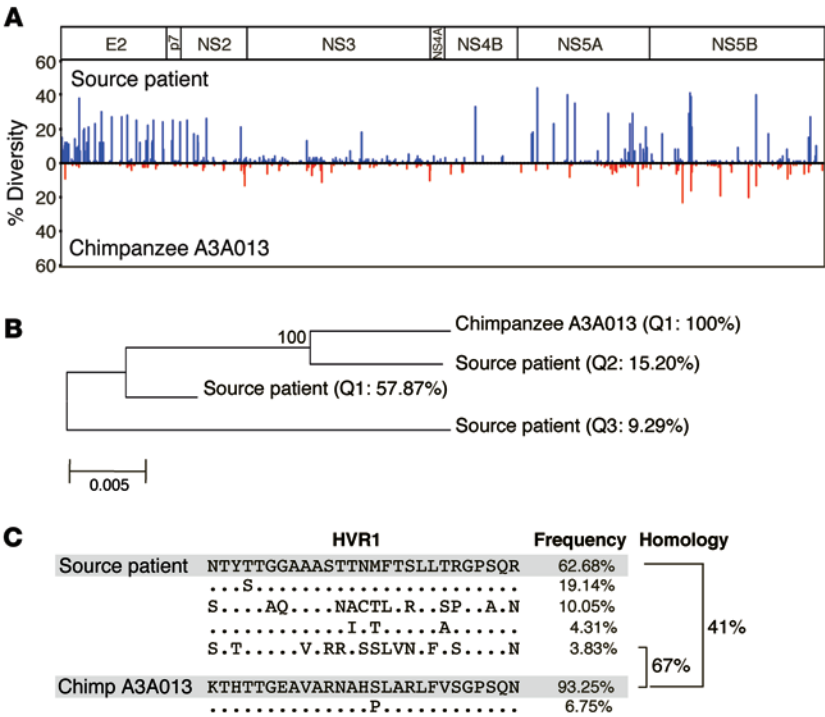 A
E2 p7 NS2 NS3 NS4A NS4B NS5A NS5B
60
Source patient
40
20
0
20
40
60
% Diversity
Chimpanzee A3A013
B
100
Chimpanzee A3A013 (Q1: 100%)
Source patient (Q2: 15.20%)
Source patient (Q1: 57.87%)
Source patient (Q3: 9.29%)
0.005
C
HVR1 Frequency Homology
Source patient NTYTTGGAAASTTNMFTSLLTRGPSQR 62.68%
...S....................... 19.14%
S....AQ....NACTL.R..SP..A.N 10.05%
............I.T.....A...... 4.31%
S.T.....V.RR.SSLVN.F.S....N 3.83%
41%
67%
Chimp A3A013 KTHTTGEAVARNAHSLARLFVSGPSQN 93.25%
..............P............ 6.75%